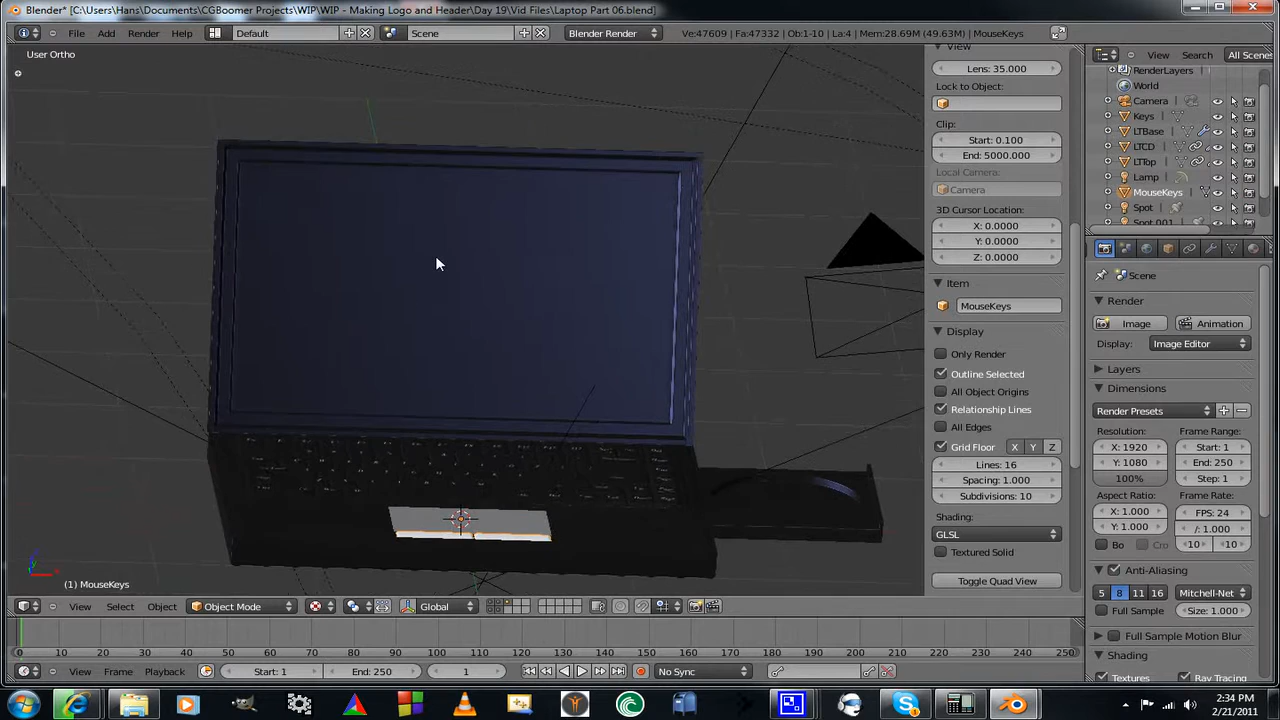 Blender* [C:\Users\Hans\Documents\CGBoomer Projects\WIP\WIP - Making Logo and Header\Day 19\Vid Files\Laptop Part 06.blend]
File Add Render Help Default Scene Blender Render Ve:47609 | Fa:47332 | Ob:1-10 | La:4 | Mem:28.69M (49.63M) | MouseKeys
View Search All Scenes
User Ortho
View
Lens: 35.000
Lock to Object:
Clip:
Start: 0.100
End: 5000.000
Local Camera:
Camera
3D Cursor Location:
X: 0.0000
Y: 0.0000
Z: 0.0000
Item
MouseKeys
Display
Only Render
Outline Selected
All Object Origins
Relationship Lines
All Edges
Grid Floor X Y Z
Lines: 16
Spacing: 1.000
Subdivisions: 10
Shading:
GLSL
Textured Solid
Toggle Quad View
RenderLayers
World
Camera
Keys
LTBase
LTCD
LTTop
Lamp
MouseKeys
Spot
Spot.001
Scene
Render
Image Animation
Display: Image Editor
Layers
Dimensions
Render Presets
Resolution: Frame Range:
X: 1920 Start: 1
Y: 1080 End: 250
100% Step: 1
Aspect Ratio: Frame Rate:
X: 1.000 FPS: 24
Y: 1.000 /: 1.000
Bo Cro 10 10
Anti-Aliasing
5 8 11 16 Mitchell-Net
Full Sample Size: 1.000
Full Sample Motion Blur
Shading
Textures Ray Tracing
(1) MouseKeys
View Select Object Object Mode Global
0 10 20 30 40 50 60 70 80 90 100 110 120 130 140 150 160 170 180 190 200 210 220 230 240 250
View Frame Playback Start: 1 End: 250 1 No Sync
2:34 PM
2/21/2011